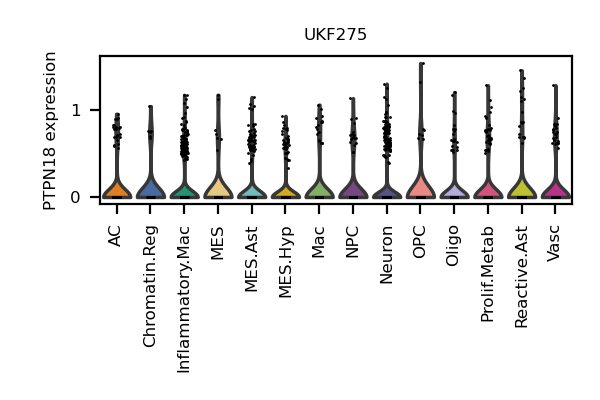 UKF275
PTPN18 expression
1
0
AC
Chromatin.Reg
Inflammatory.Mac
MES
MES.Ast
MES.Hyp
Mac
NPC
Neuron
OPC
Oligo
Prolif.Metab
Reactive.Ast
Vasc